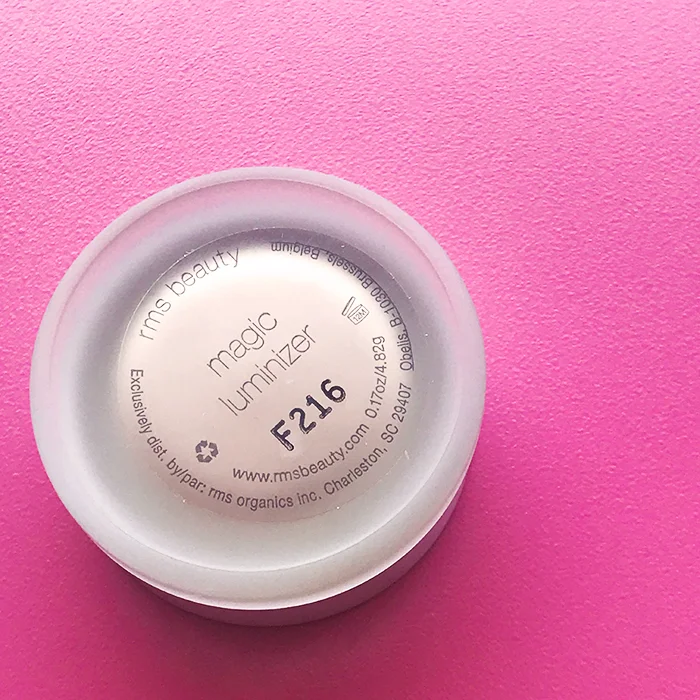 rms beauty
magic
luminizer
F216
12M
www.rmsbeauty.com 0.17oz/4.82g
Exclusively dist. by/par: rms organics inc. Charleston, SC 29407 Obelis, B-1030 Brussels, Belgium